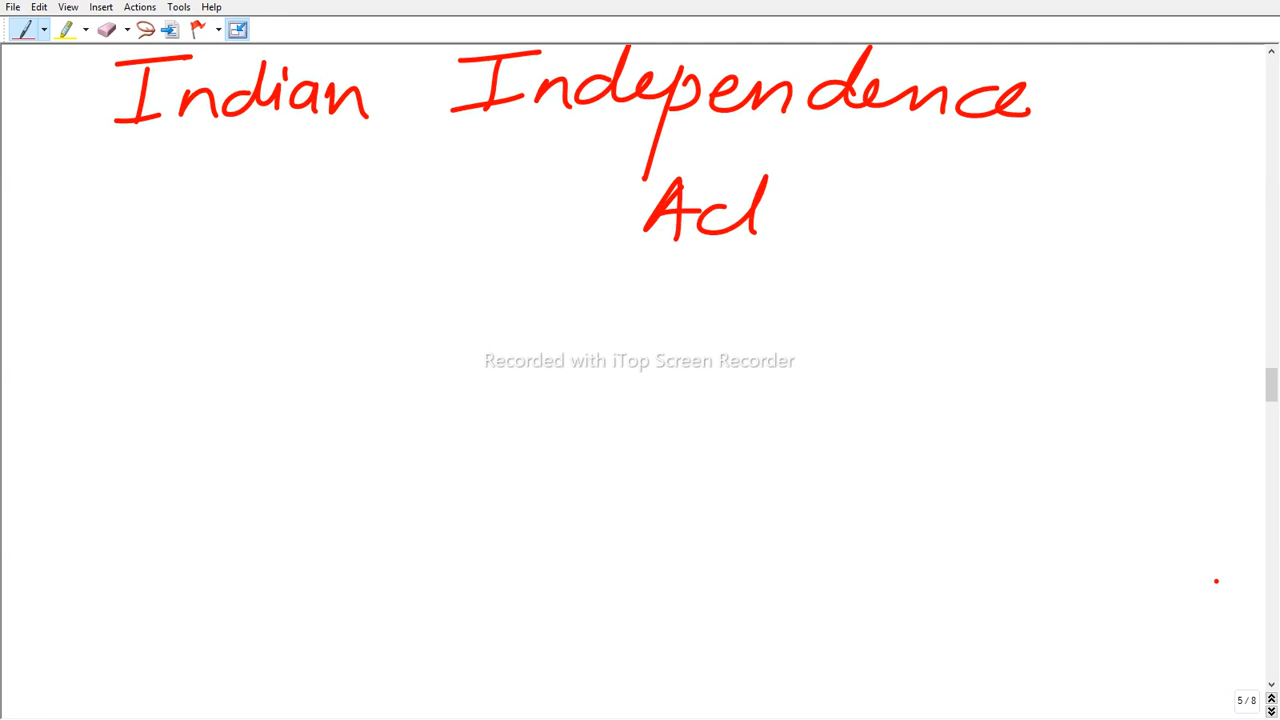 File Edit View Insert Actions Tools Help
Indian Independence
Act
Recorded with iTop Screen Recorder
5 / 8